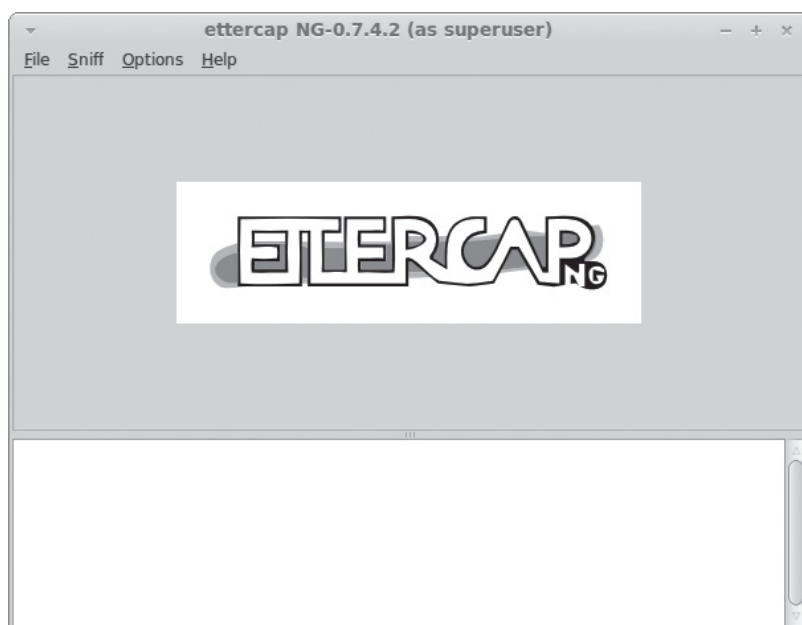 ettercap NG-0.7.4.2 (as superuser)
File Sniff Options Help
ETTERCAP
NG